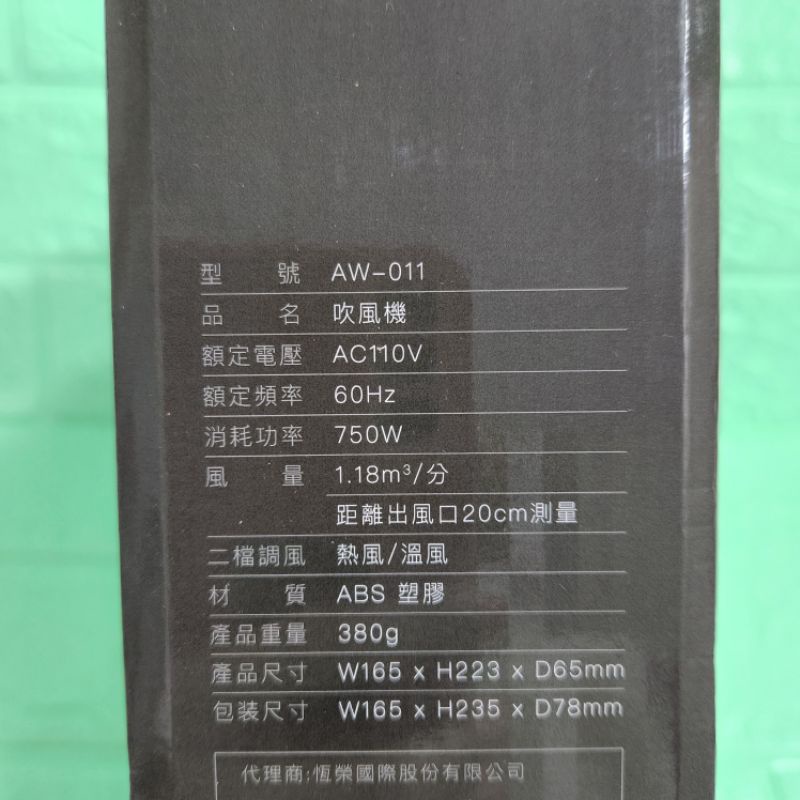 型 號 AW-011
品 名 吹風機
額定電壓 AC110V
額定頻率 60Hz
消耗功率 750W
風 量 1.18m³/分
距離出風口20cm測量
二檔調風 熱風/溫風
材 質 ABS 塑膠
產品重量 380g
產品尺寸 W165 x H223 x D65mm
包裝尺寸 W165 x H235 x D78mm
代理商:恆榮國際股份有限公司